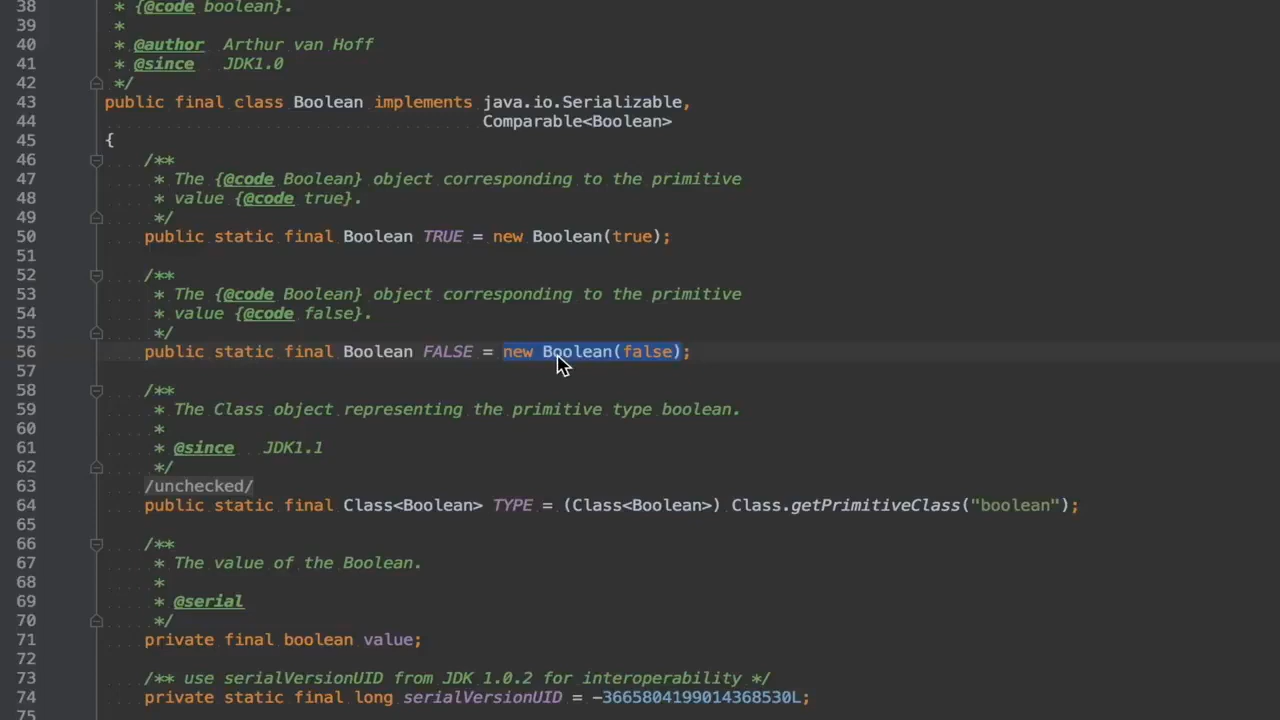 38 * {@code boolean}.
39 *
40 * @author Arthur van Hoff
41 * @since JDK1.0
42 */
43 public final class Boolean implements java.io.Serializable,
44 Comparable<Boolean>
45 {
46 /**
47 * The {@code Boolean} object corresponding to the primitive
48 * value {@code true}.
49 */
50 public static final Boolean TRUE = new Boolean(true);
51
52 /**
53 * The {@code Boolean} object corresponding to the primitive
54 * value {@code false}.
55 */
56 public static final Boolean FALSE = new Boolean(false);
57
58 /**
59 * The Class object representing the primitive type boolean.
60 *
61 * @since JDK1.1
62 */
63 /unchecked/
64 public static final Class<Boolean> TYPE = (Class<Boolean>) Class.getPrimitiveClass("boolean");
65
66 /**
67 * The value of the Boolean.
68 *
69 * @serial
70 */
71 private final boolean value;
72
73 /** use serialVersionUID from JDK 1.0.2 for interoperability */
74 private static final long serialVersionUID = -3665804199014368530L;
75